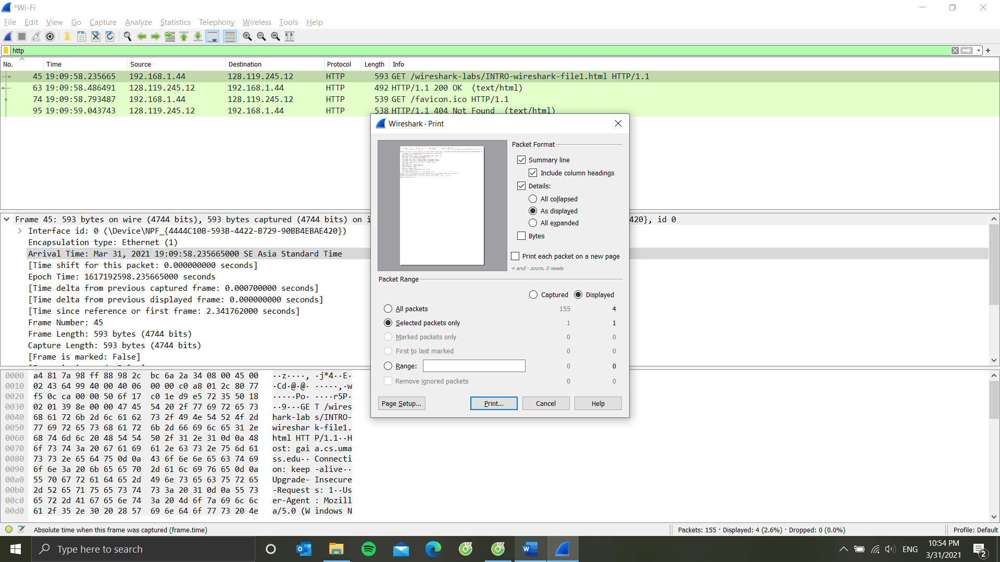 *Wi-Fi
File Edit View Go Capture Analyze Statistics Telephony Wireless Tools Help
http
No. Time Source Destination Protocol Length Info
45 19:09:58.235665 192.168.1.44 128.119.245.12 HTTP 593 GET /wireshark-labs/INTRO-wireshark-file1.html HTTP/1.1
63 19:09:58.486491 128.119.245.12 192.168.1.44 HTTP 492 HTTP/1.1 200 OK (text/html)
74 19:09:58.793487 192.168.1.44 128.119.245.12 HTTP 539 GET /favicon.ico HTTP/1.1
95 19:09:59.043743 128.119.245.12 192.168.1.44 HTTP 538 HTTP/1.1 404 Not Found (text/html)
Wireshark · Print
Packet Format
Summary line
Include column headings
Details:
All collapsed
As displayed
All expanded
Bytes
Print each packet on a new page
+ and - zoom, 0 resets
Packet Range
Captured Displayed
All packets 155 4
Selected packets only 1 1
Marked packets only 0 0
First to last marked 0 0
Range: 0 0
Remove ignored packets 0 0
Page Setup... Print... Cancel Help
Frame 45: 593 bytes on wire (4744 bits), 593 bytes captured (4744 bits) on i 420}, id 0
Interface id: 0 (\Device\NPF_{4444C10B-593B-4422-B729-90BB4EBAE420})
Encapsulation type: Ethernet (1)
Arrival Time: Mar 31, 2021 19:09:58.235665000 SE Asia Standard Time
[Time shift for this packet: 0.000000000 seconds]
Epoch Time: 1617192598.235665000 seconds
[Time delta from previous captured frame: 0.000700000 seconds]
[Time delta from previous displayed frame: 0.000000000 seconds]
[Time since reference or first frame: 2.341762000 seconds]
Frame Number: 45
Frame Length: 593 bytes (4744 bits)
Capture Length: 593 bytes (4744 bits)
[Frame is marked: False]
0000 a4 81 7a 98 ff 88 98 2c bc 6a 2a 34 08 00 45 00 ··z····, ·j*4··E·
0010 02 43 64 99 40 00 40 06 00 00 c0 a8 01 2c 80 77 ·Cd·@·@· ·····,·w
0020 f5 0c ca 00 00 50 6f 17 c0 1e d9 e5 72 35 50 18 ·····Po· ····r5P·
0030 02 01 39 8e 00 00 47 45 54 20 2f 77 69 72 65 73 ··9···GE T /wires
0040 68 61 72 6b 2d 6c 61 62 73 2f 49 4e 54 52 4f 2d hark-lab s/INTRO-
0050 77 69 72 65 73 68 61 72 6b 2d 66 69 6c 65 31 2e wireshar k-file1.
0060 68 74 6d 6c 20 48 54 54 50 2f 31 2e 31 0d 0a 48 html HTT P/1.1··H
0070 6f 73 74 3a 20 67 61 69 61 2e 63 73 2e 75 6d 61 ost: gai a.cs.uma
0080 73 73 2e 65 64 75 0d 0a 43 6f 6e 6e 65 63 74 69 ss.edu·· Connecti
0090 6f 6e 3a 20 6b 65 65 70 2d 61 6c 69 76 65 0d 0a on: keep -alive··
00a0 55 70 67 72 61 64 65 2d 49 6e 73 65 63 75 72 65 Upgrade- Insecure
00b0 2d 52 65 71 75 65 73 74 73 3a 20 31 0d 0a 55 73 -Request s: 1··Us
00c0 65 72 2d 41 67 65 6e 74 3a 20 4d 6f 7a 69 6c 6c er-Agent : Mozill
00d0 61 2f 35 2e 30 20 28 57 69 6e 64 6f 77 73 20 4e a/5.0 (W indows N
Absolute time when this frame was captured (frame.time) Packets: 155 · Displayed: 4 (2.6%) · Dropped: 0 (0.0%) Profile: Default
Type here to search
ENG
10:54 PM
3/31/2021
2